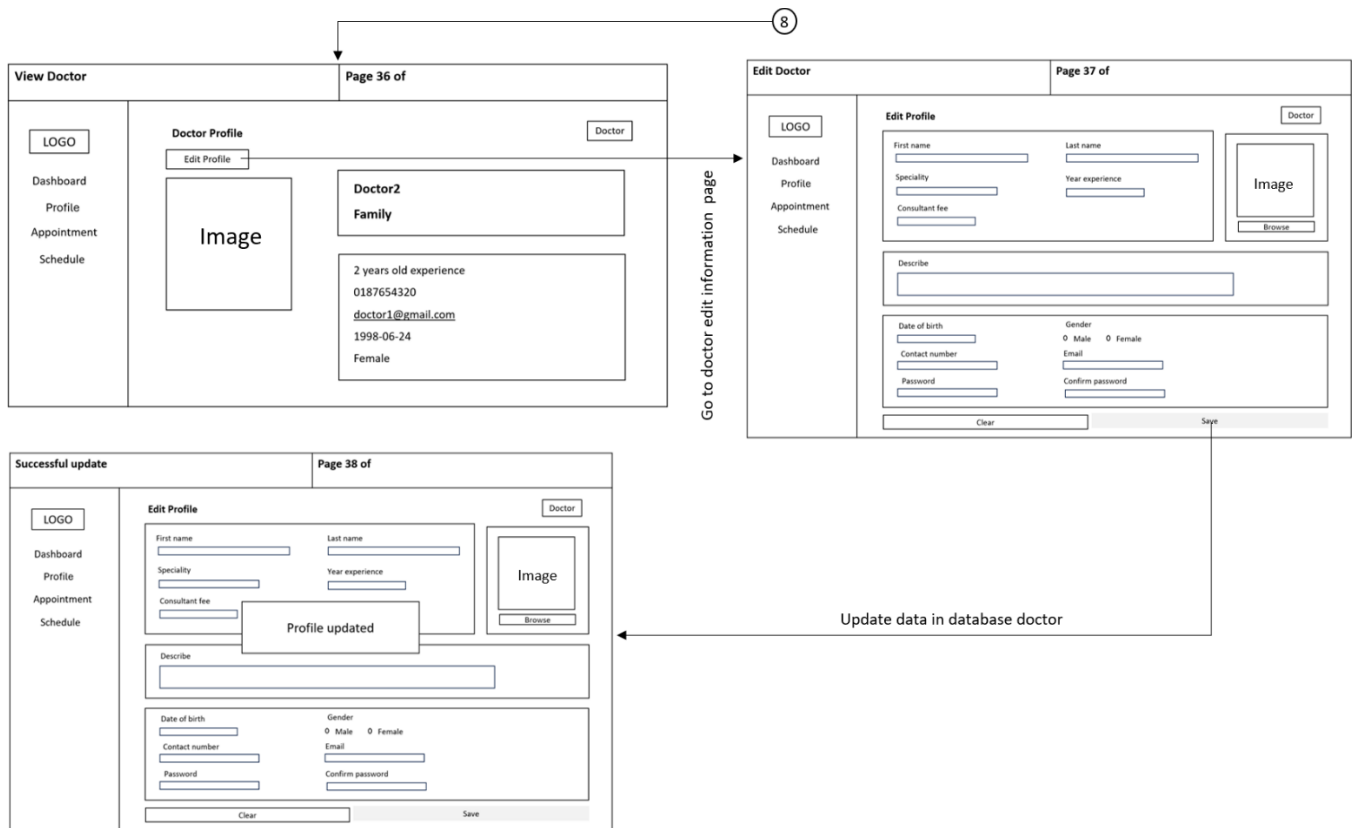 8
View Doctor
Page 36 of
LOGO
Dashboard
Profile
Appointment
Schedule
Doctor Profile
Doctor
Edit Profile
Image
Doctor2
Family
2 years old experience
0187654320
doctor1@gmail.com
1998-06-24
Female
Go to doctor edit information page
Edit Doctor
Page 37 of
LOGO
Dashboard
Profile
Appointment
Schedule
Edit Profile
Doctor
First name
Last name
Speciality
Year experience
Consultant fee
Image
Browse
Describe
Date of birth
Gender
O Male O Female
Contact number
Email
Password
Confirm password
Clear
Save
Update data in database doctor
Successful update
Page 38 of
LOGO
Dashboard
Profile
Appointment
Schedule
Edit Profile
Doctor
First name
Last name
Speciality
Year experience
Consultant fee
Image
Browse
Profile updated
Describe
Date of birth
Gender
O Male O Female
Contact number
Email
Password
Confirm password
Clear
Save